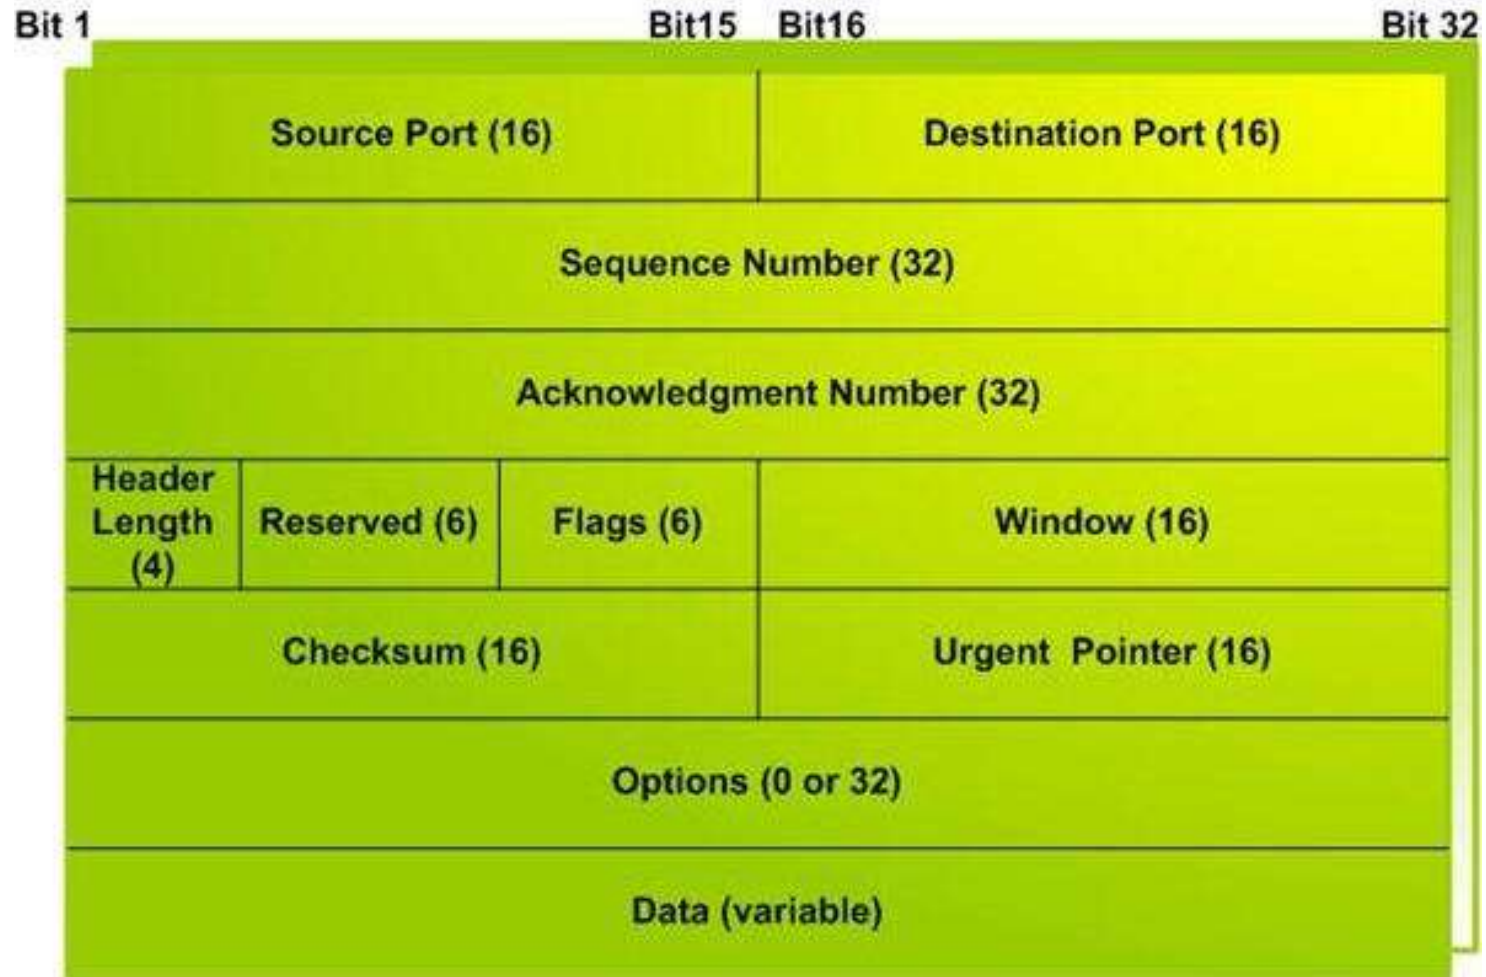 Bit 1 Bit15 Bit16 Bit 32
Source Port (16) Destination Port (16)
Sequence Number (32)
Acknowledgment Number (32)
Header
Length
(4)
Reserved (6) Flags (6) Window (16)
Checksum (16) Urgent Pointer (16)
Options (0 or 32)
Data (variable)